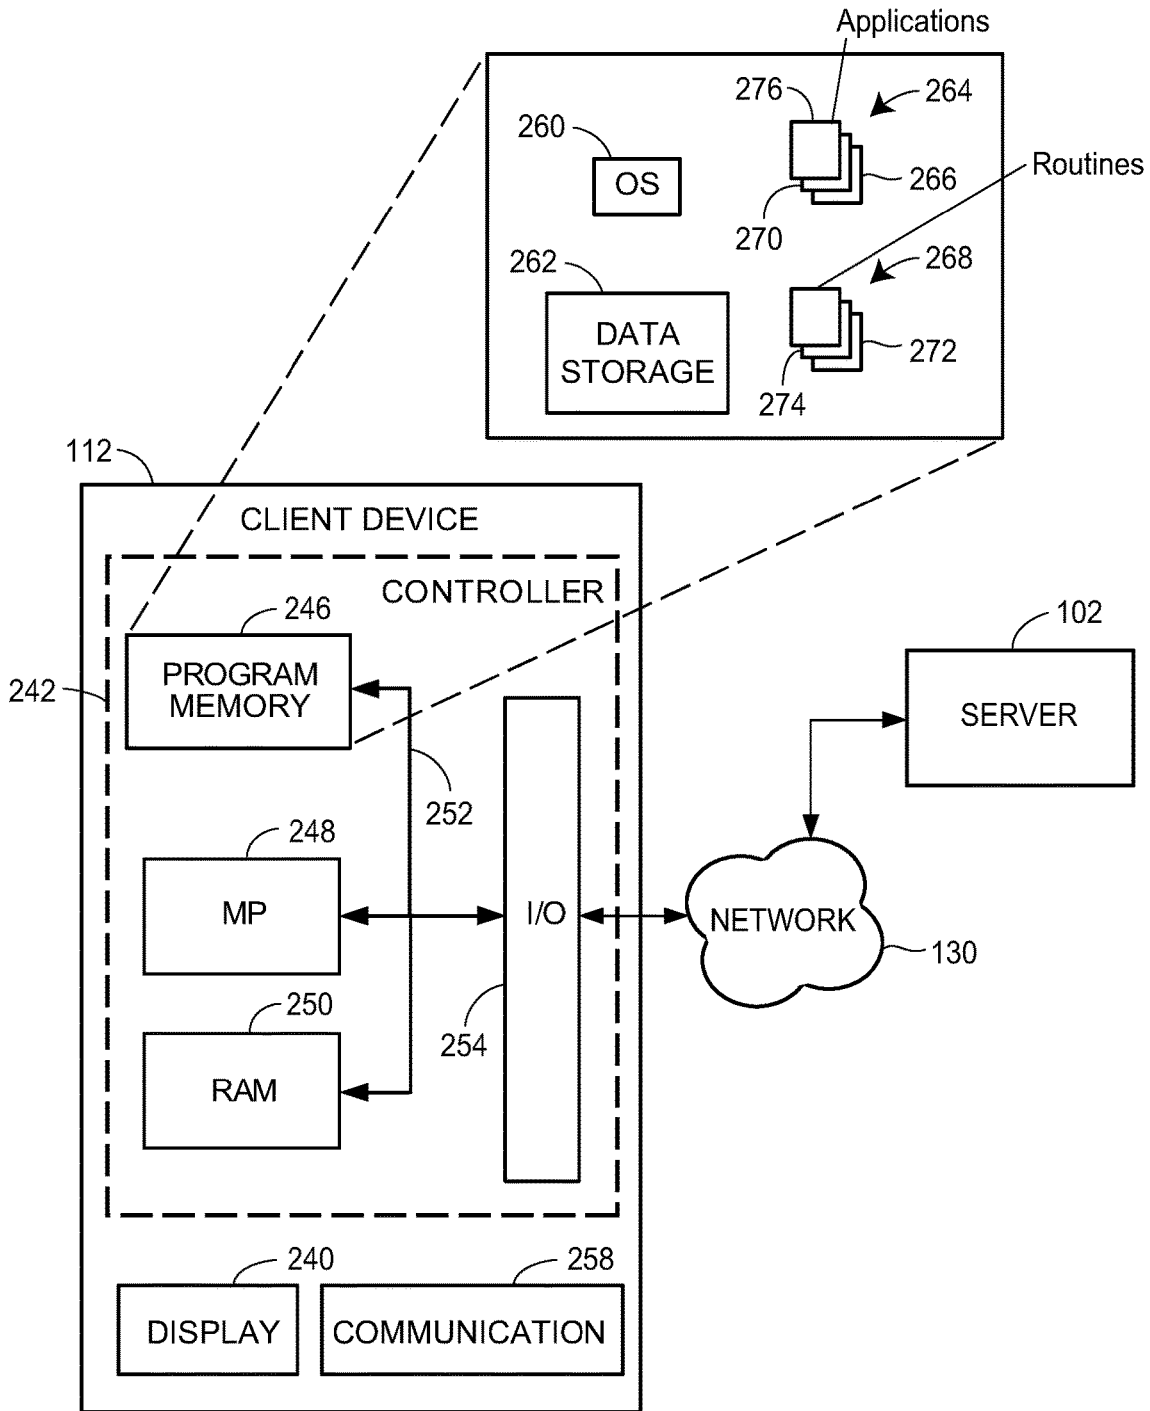 Applications
276
264
260
OS
266
Routines
270
262
268
DATA
STORAGE
272
274
112
CLIENT DEVICE
CONTROLLER
246
PROGRAM
MEMORY
242
102
SERVER
252
248
MP
I/O
NETWORK
130
250
254
RAM
240
258
DISPLAY
COMMUNICATION